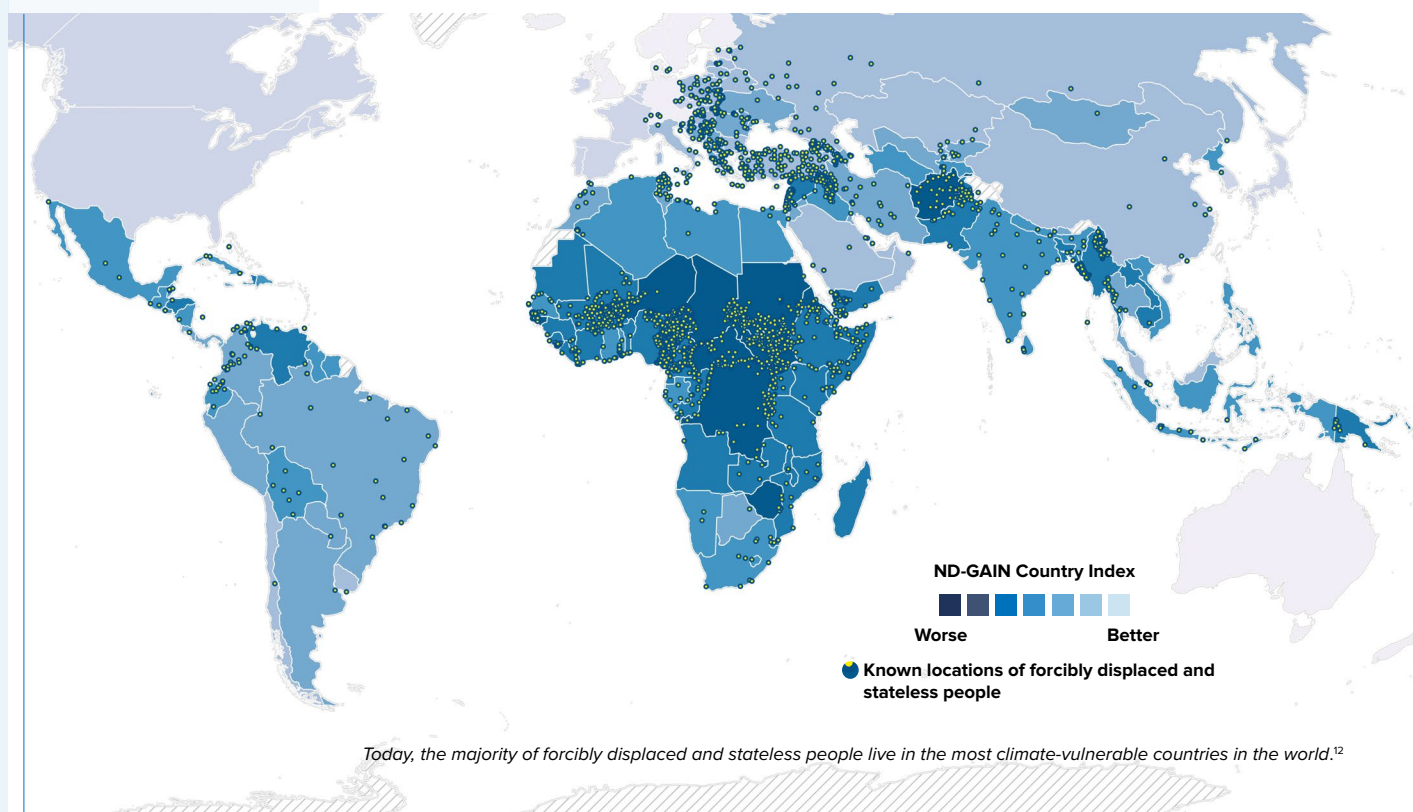 ND-GAIN Country Index
Worse Better
Known locations of forcibly displaced and
stateless people
Today, the majority of forcibly displaced and stateless people live in the most climate-vulnerable countries in the world.¹²